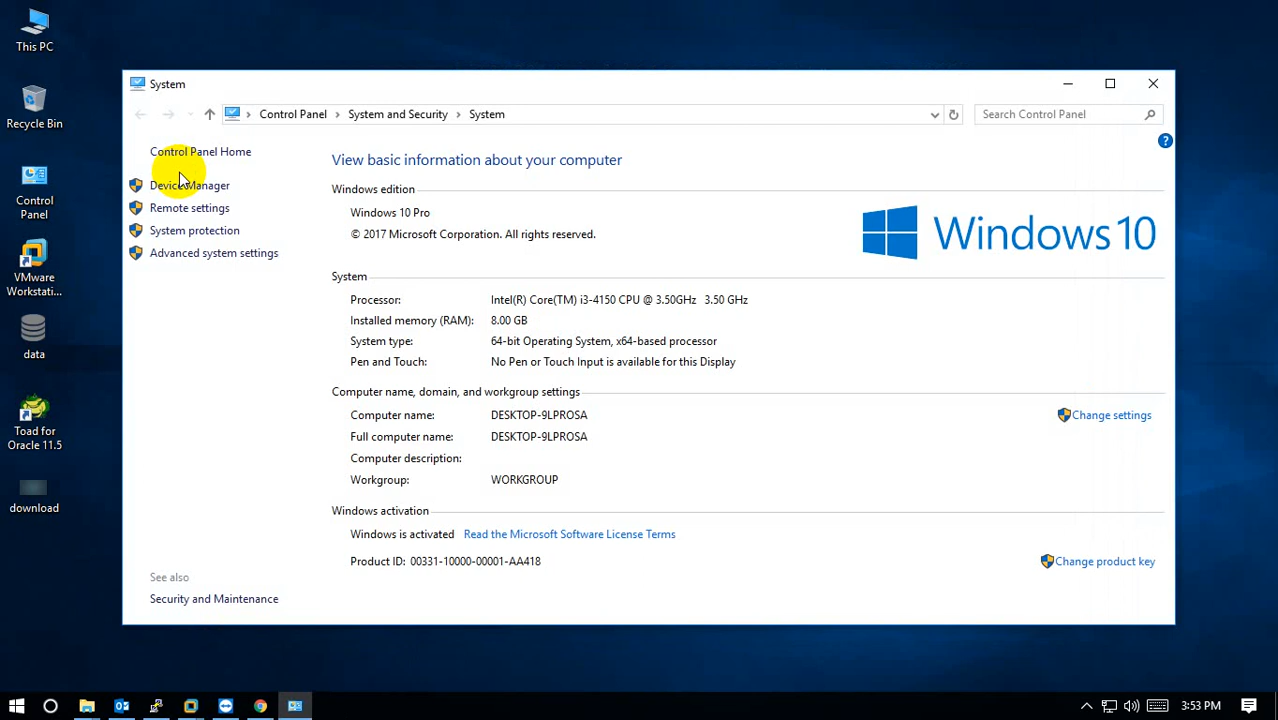 This PC
Recycle Bin
Control
Panel
VMware
Workstati...
data
Toad for
Oracle 11.5
download
System
Control Panel
System and Security
System
Search Control Panel
?
Control Panel Home
Device Manager
Remote settings
System protection
Advanced system settings
See also
Security and Maintenance
View basic information about your computer
Windows edition
Windows 10 Pro
© 2017 Microsoft Corporation. All rights reserved.
Windows 10
System
Processor: Intel(R) Core(TM) i3-4150 CPU @ 3.50GHz 3.50 GHz
Installed memory (RAM): 8.00 GB
System type: 64-bit Operating System, x64-based processor
Pen and Touch: No Pen or Touch Input is available for this Display
Computer name, domain, and workgroup settings
Computer name: DESKTOP-9LPROSA
Change settings
Full computer name: DESKTOP-9LPROSA
Computer description:
Workgroup: WORKGROUP
Windows activation
Windows is activated Read the Microsoft Software License Terms
Product ID: 00331-10000-00001-AA418
Change product key
3:53 PM